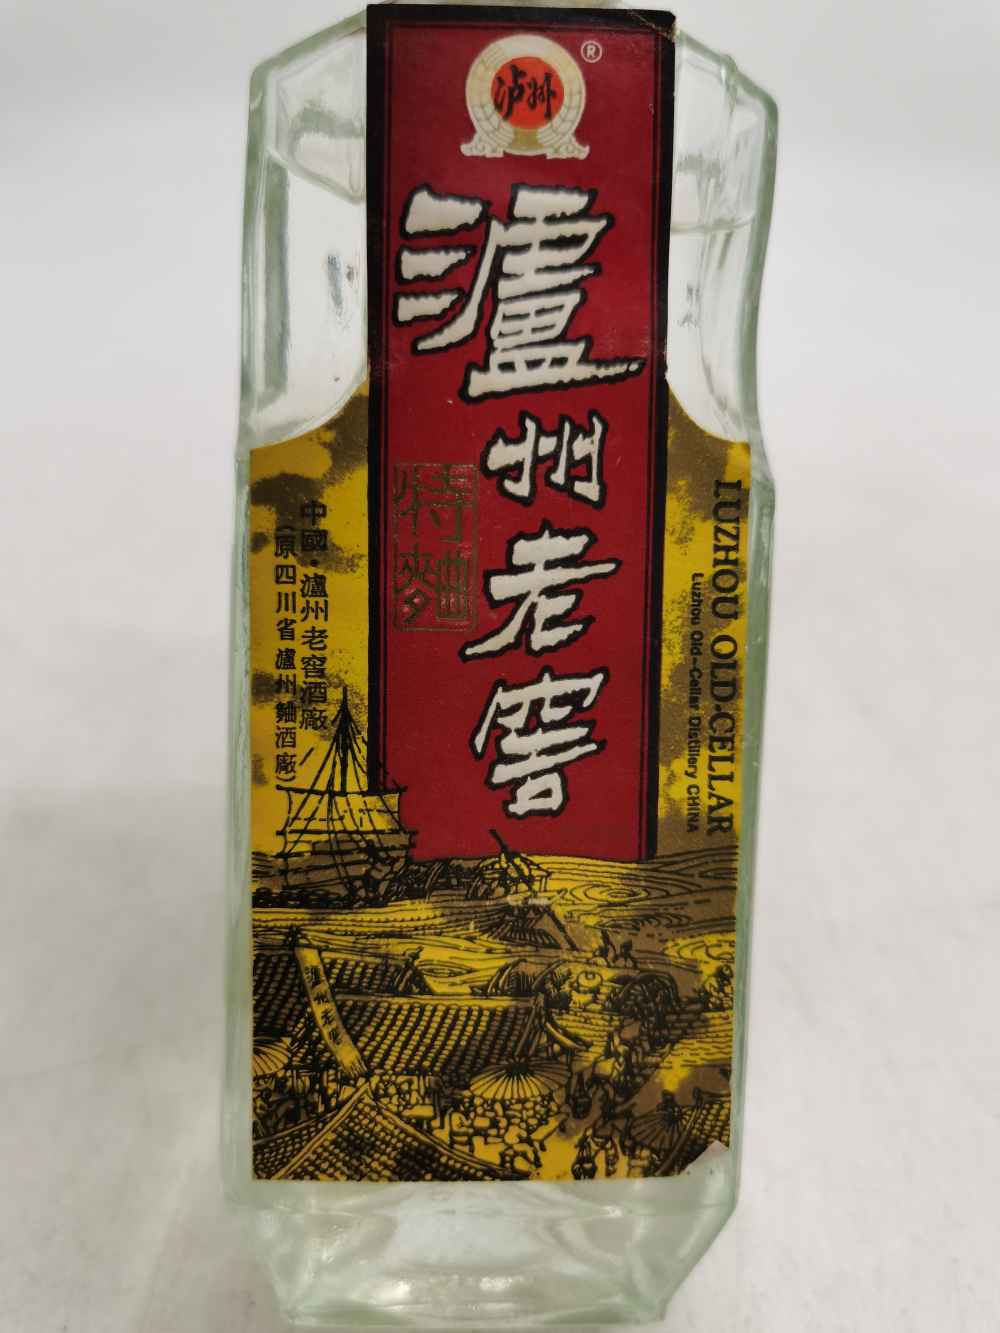 泸州
®
瀘州老窖
特麯
中國·瀘州老窖酒廠
(原四川省瀘州麯酒廠)
LUZHOU OLD-CELLAR
Luzhou Old-Cellar Distillery CHINA